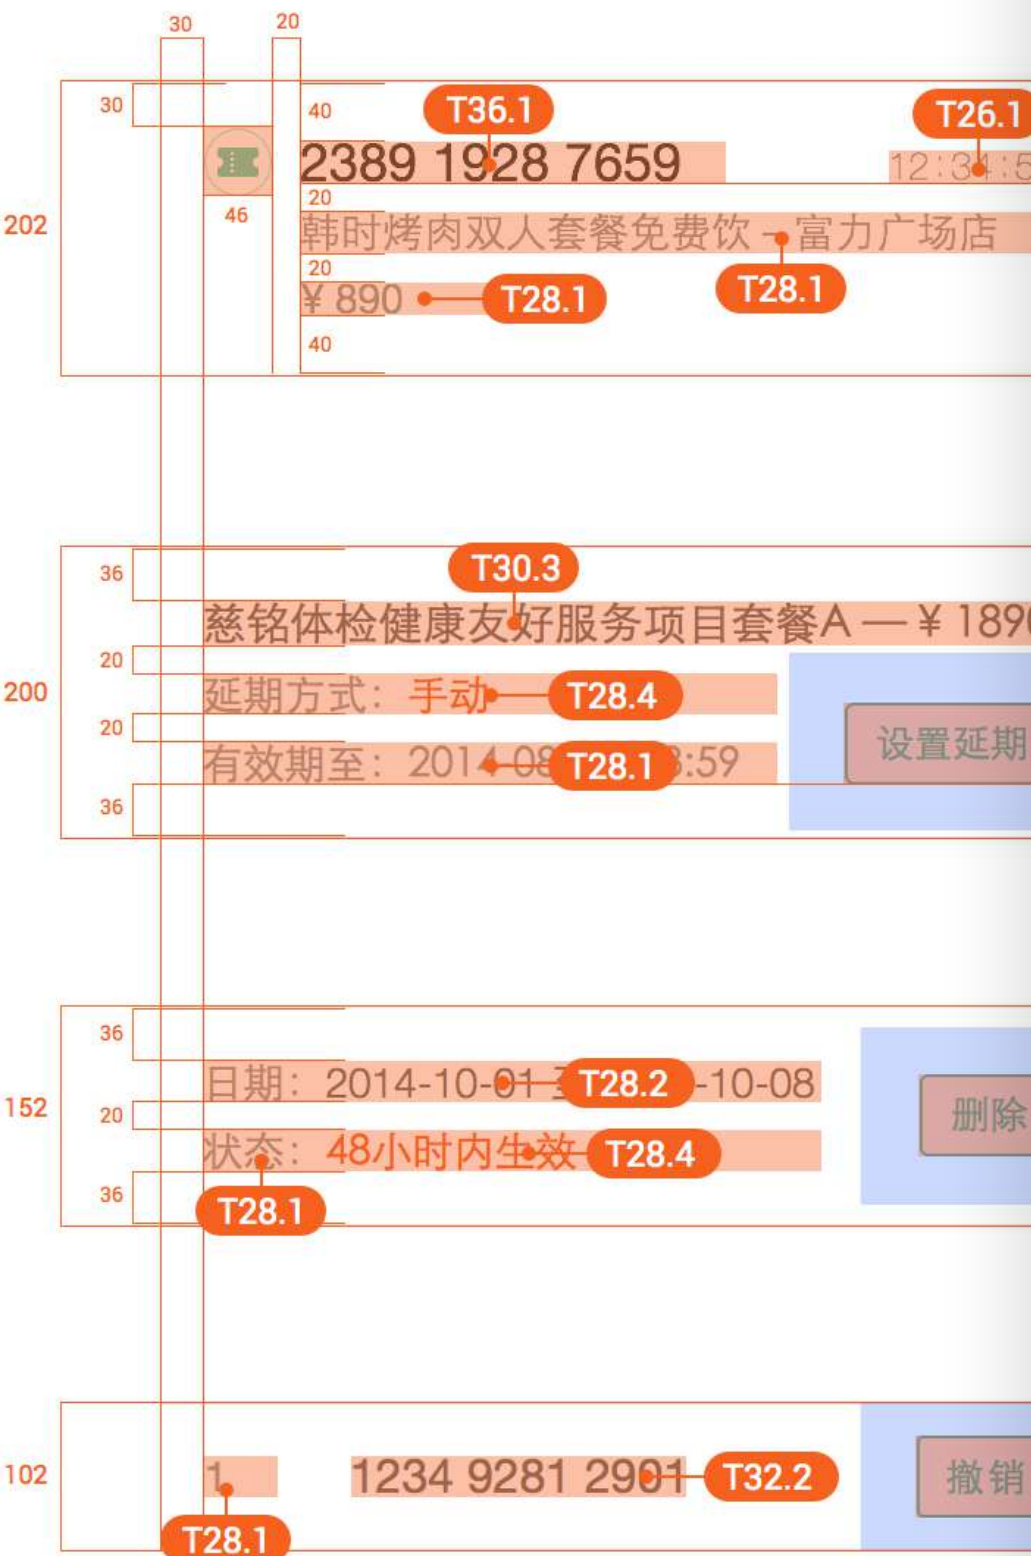 30 20
30 40 T36.1 T26.1
2389 1928 7659 12:34:5
202 46 20
韩时烤肉双人套餐免费饮 – 富力广场店
20 T28.1
¥ 890 T28.1
40
36 T30.3
慈铭体检健康友好服务项目套餐A — ¥ 1890
20
200 延期方式： 手动 T28.4
20 设置延期
有效期至： 2014-08 T28.1 :59
36
36
日期： 2014-10-01 至 T28.2 -10-08
152 20 删除
状态： 48小时内生效 T28.4
36 T28.1
102 1 1234 9281 2901 T32.2 撤销
T28.1